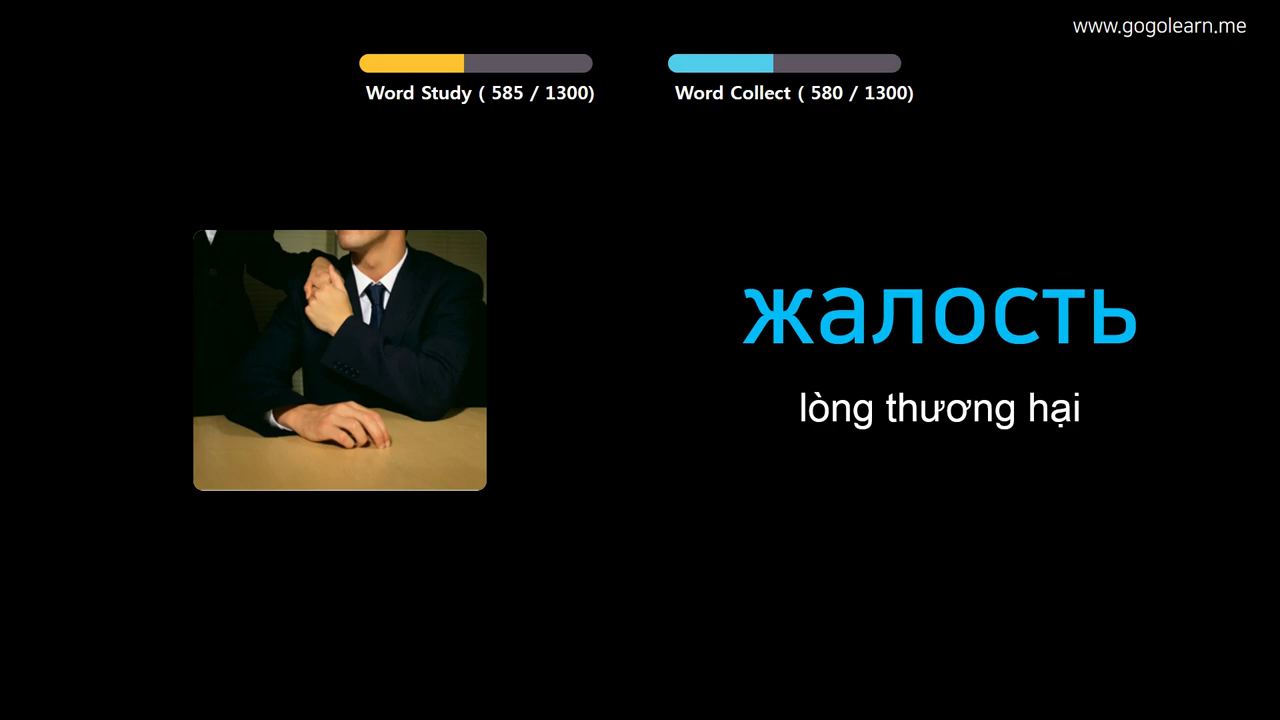 www.gogolearn.me
Word Study ( 585 / 1300)
Word Collect ( 580 / 1300)
жалость
lòng thương hại